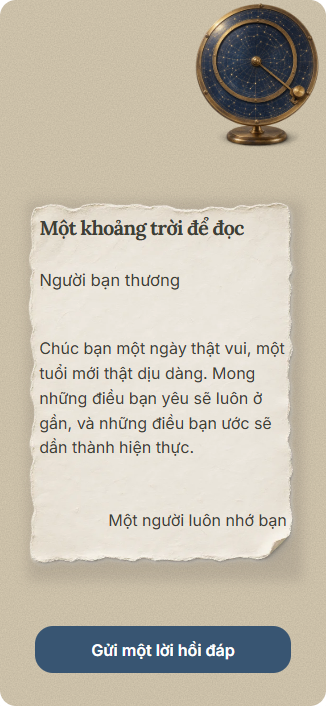 Một khoảng trời để đọc
Người bạn thương
Chúc bạn một ngày thật vui, một
tuổi mới thật dịu dàng. Mong
những điều bạn yêu sẽ luôn ở
gần, và những điều bạn ước sẽ
dần thành hiện thực.
Một người luôn nhớ bạn
Gửi một lời hồi đáp